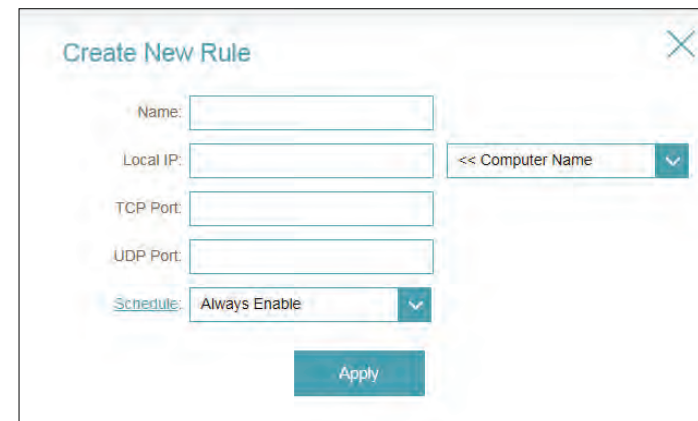 Create New Rule
Name:
Local IP: << Computer Name
TCP Port:
UDP Port:
Schedule: Always Enable
Apply